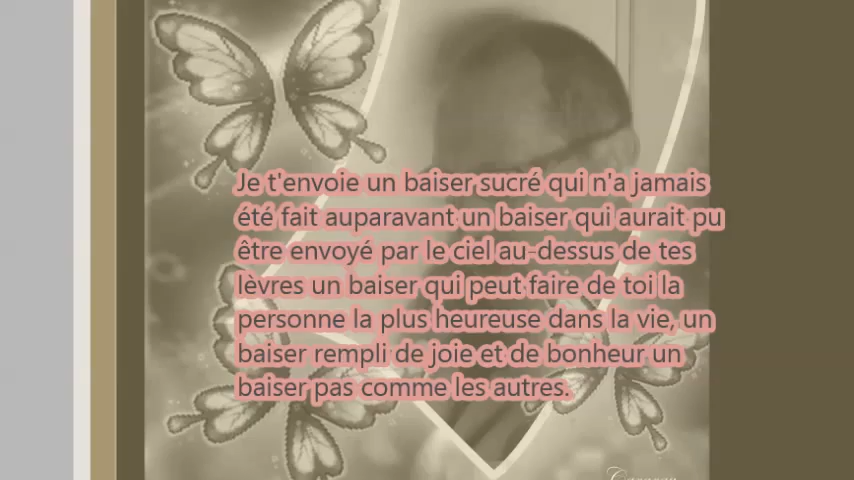 Je t'envoie un baiser sucré qui n'a jamais
été fait auparavant un baiser qui aurait pu
être envoyé par le ciel au-dessus de tes
lèvres un baiser qui peut faire de toi la
personne la plus heureuse dans la vie, un
baiser rempli de joie et de bonheur un
baiser pas comme les autres.